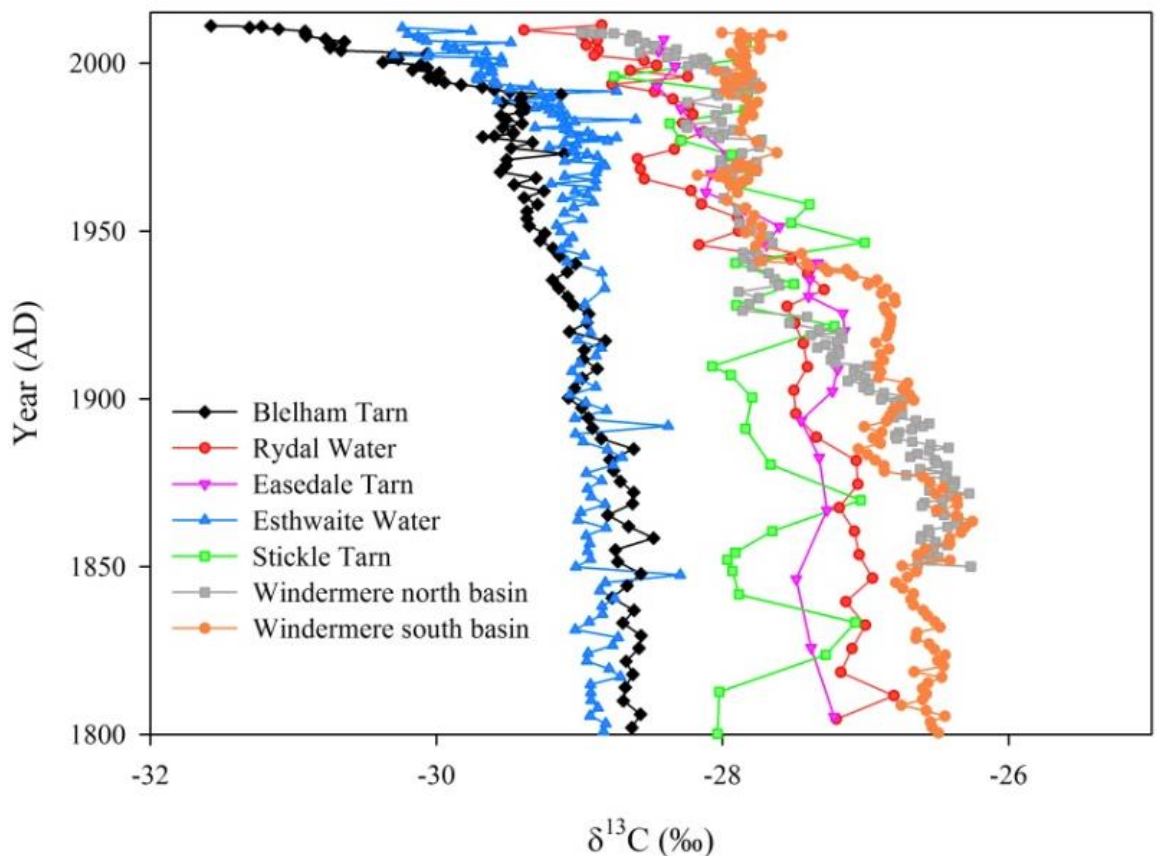 2000
1950
1900
1850
1800
Year (AD)
Blelham Tarn
Rydal Water
Easedale Tarn
Esthwaite Water
Stickle Tarn
Windermere north basin
Windermere south basin
-32 -30 -28 -26
δ¹³C (‰)